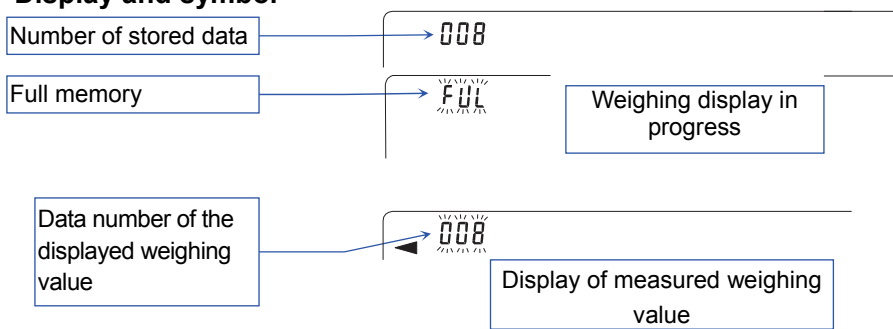 Display and symbol
Number of stored data
008
Full memory
FUL
Weighing display in
progress
Data number of the
displayed weighing
value
008
Display of measured weighing
value